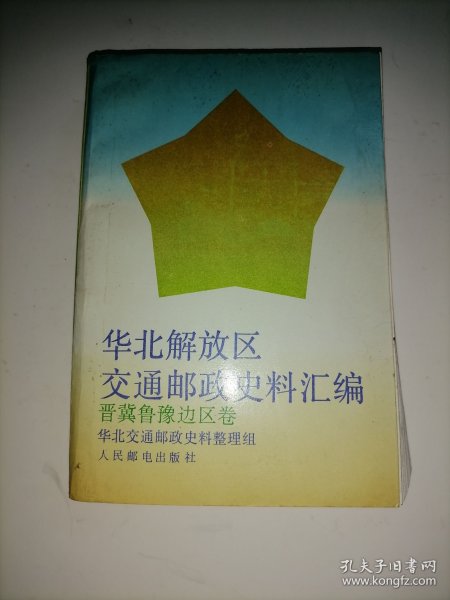 华北解放区
交通邮政史料汇编
晋冀鲁豫边区卷
华北交通邮政史料整理组
人民邮电出版社
孔夫子旧书网
www.kongfz.com